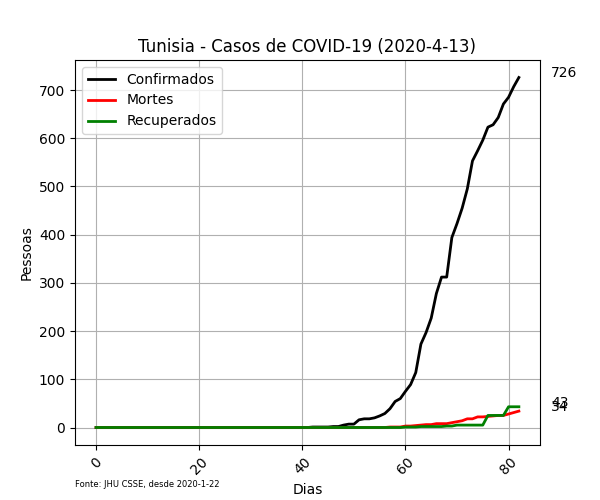 Tunisia - Casos de COVID-19 (2020-4-13)
Confirmados
Mortes
Recuperados
726
43
34
Pessoas
700
600
500
400
300
200
100
0
0 20 40 60 80
Dias
Fonte: JHU CSSE, desde 2020-1-22